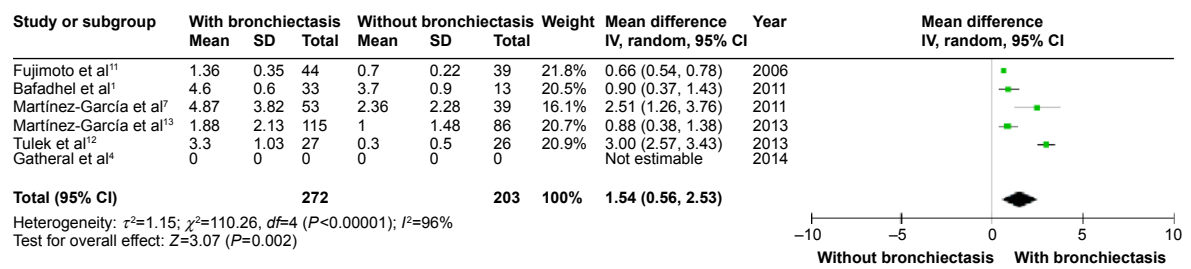 Study or subgroup With bronchiectasis Without bronchiectasis Weight Mean difference Year Mean difference
Mean SD Total Mean SD Total IV, random, 95% CI IV, random, 95% CI
Fujimoto et al¹¹ 1.36 0.35 44 0.7 0.22 39 21.8% 0.66 (0.54, 0.78) 2006
Bafadhel et al¹ 4.6 0.6 33 3.7 0.9 13 20.5% 0.90 (0.37, 1.43) 2011
Martínez-García et al⁷ 4.87 3.82 53 2.36 2.28 39 16.1% 2.51 (1.26, 3.76) 2011
Martínez-García et al¹³ 1.88 2.13 115 1 1.48 86 20.7% 0.88 (0.38, 1.38) 2013
Tulek et al¹² 3.3 1.03 27 0.3 0.5 26 20.9% 3.00 (2.57, 3.43) 2013
Gatheral et al⁴ 0 0 0 0 0 0 Not estimable 2014
Total (95% CI) 272 203 100% 1.54 (0.56, 2.53)
Heterogeneity: τ²=1.15; χ²=110.26, df=4 (P<0.00001); I²=96%
Test for overall effect: Z=3.07 (P=0.002)
–10 –5 0 5 10
Without bronchiectasis With bronchiectasis